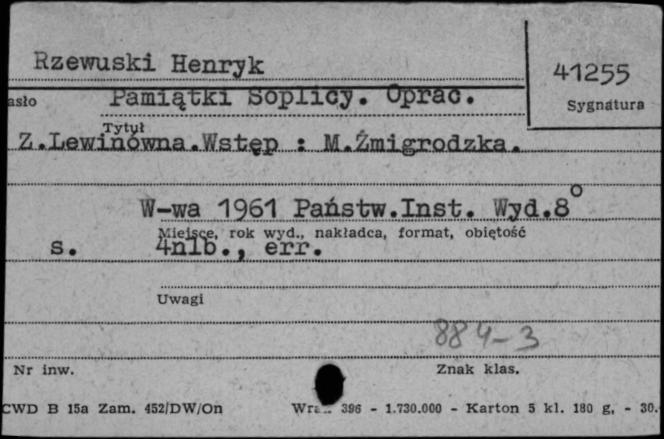 Rzewuski Henryk
41255
asło Pamiątki Soplicy. Oprac.
Sygnatura
Tytuł
Z.Lewinówna.Wstęp : M.Żmigrodzka.
W-wa 1961 Państw.Inst. Wyd.8°
Miejsce, rok wyd., nakładca, format, objętość
s. 4nlb., err.
Uwagi
884-3
Nr inw. Znak klas.
CWD B 15a Zam. 452/DW/On 396 - 1.730.000 - Karton 5 kl. 180 g, - 30.